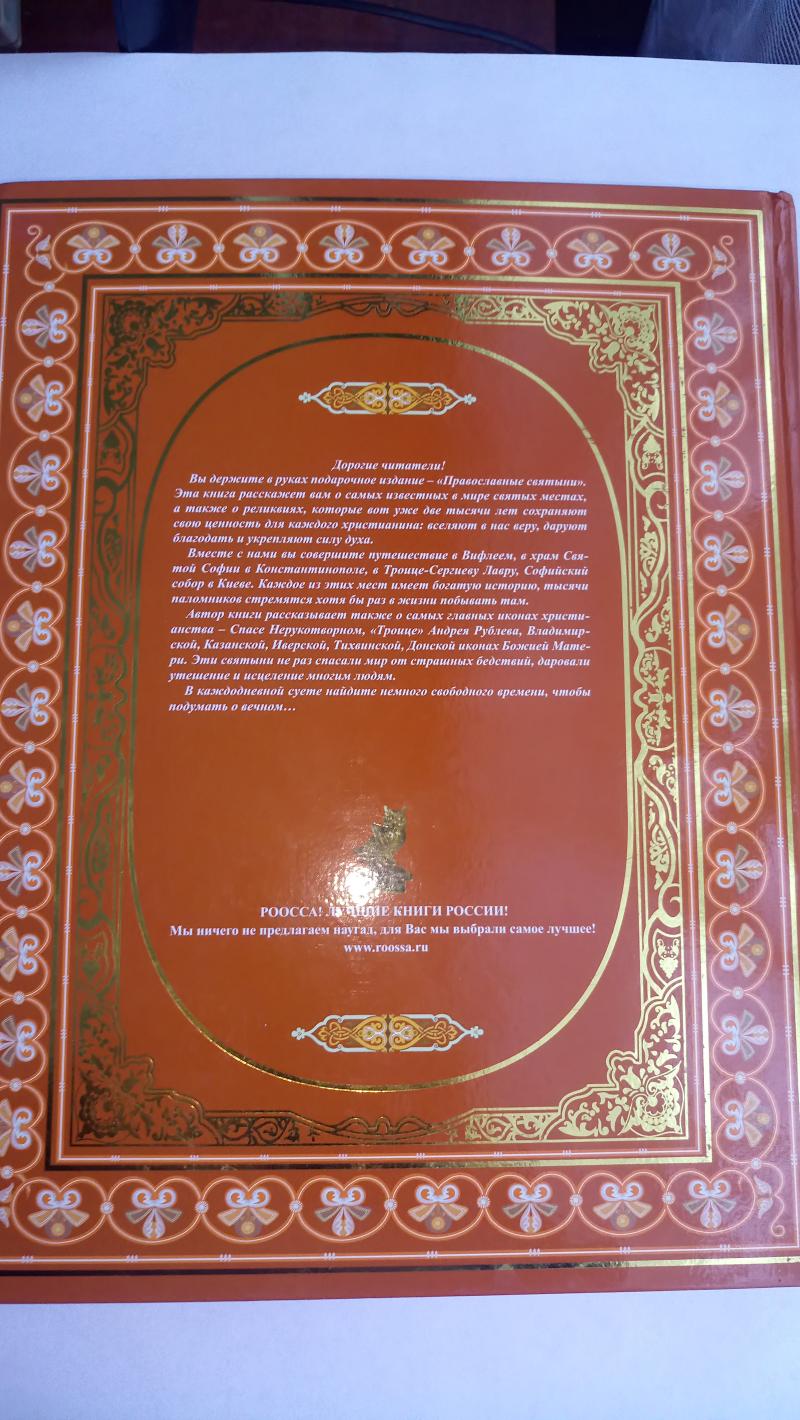 Дорогие читатели!
Вы держите в руках подарочное издание – «Православные святыни».
Эта книга расскажет вам о самых известных в мире святых местах,
а также о реликвиях, которые вот уже две тысячи лет сохраняют
свою ценность для каждого христианина: вселяют в нас веру, даруют
благодать и укрепляют силу духа.
Вместе с нами вы совершите путешествие в Вифлеем, в храм Свя-
той Софии в Константинополе, в Троице-Сергиеву Лавру, Софийский
собор в Киеве. Каждое из этих мест имеет богатую историю, тысячи
паломников стремятся хотя бы раз в жизни побывать там.
Автор книги рассказывает также о самых главных иконах христи-
анства – Спасе Нерукотворном, «Троице» Андрея Рублева, Владимир-
ской, Казанской, Иверской, Тихвинской, Донской иконах Божией Мате-
ри. Эти святыни не раз спасали мир от страшных бедствий, даровали
утешение и исцеление многим людям.
В каждодневной суете найдите немного свободного времени, чтобы
подумать о вечном…
РООССА! ЛУЧШИЕ КНИГИ РОССИИ!
Мы ничего не предлагаем наугад, для Вас мы выбрали самое лучшее!
www.roossa.ru